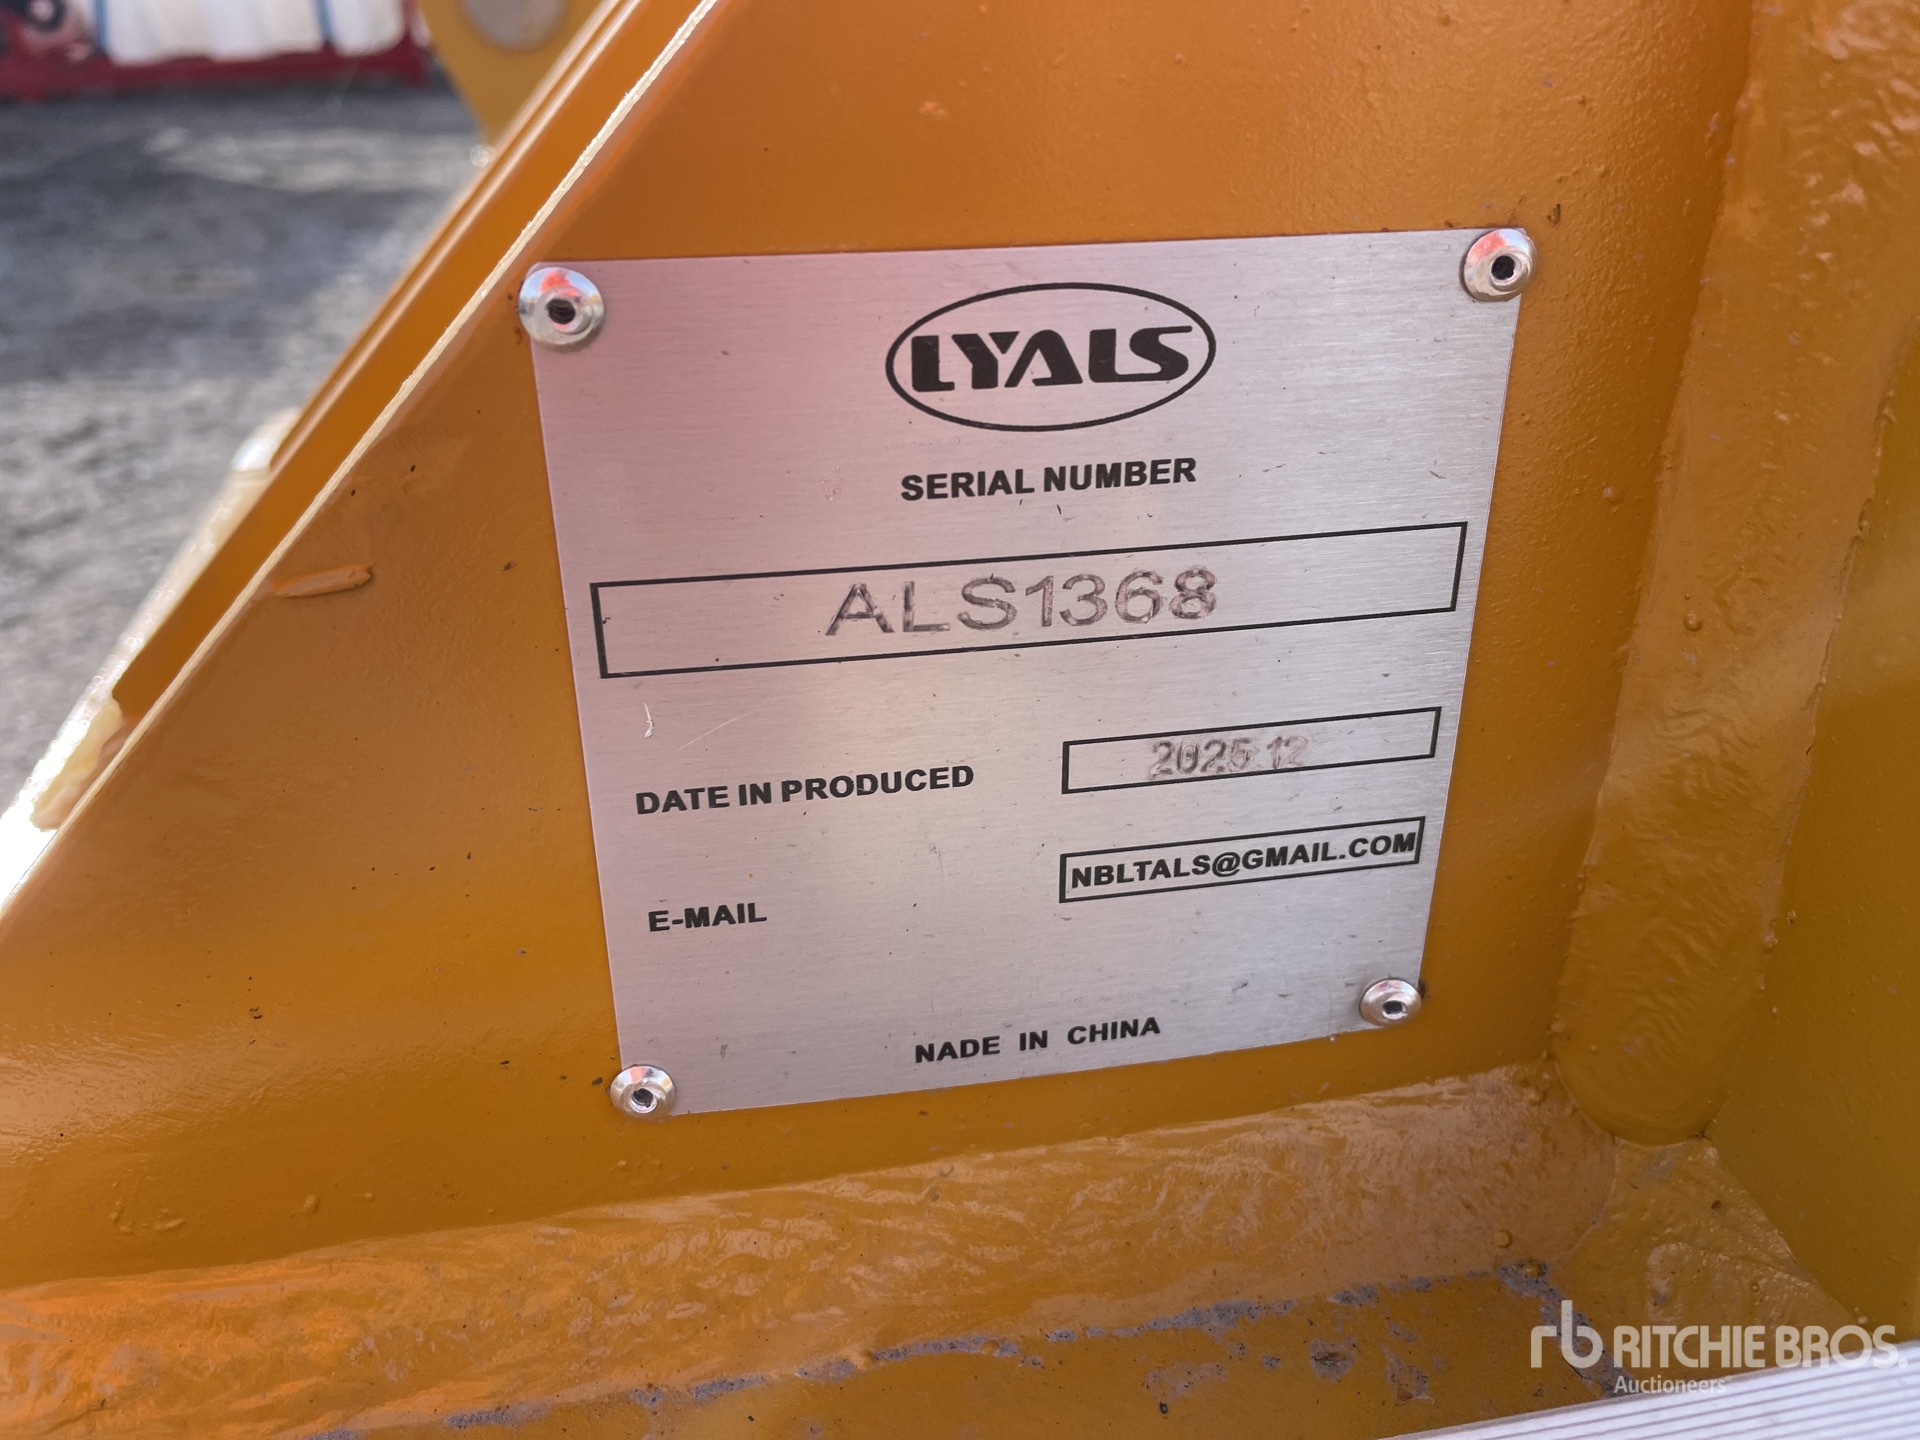 LYALS
SERIAL NUMBER
ALS1368
DATE IN PRODUCED 2025.12
E-MAIL NBLTALS@GMAIL.COM
NADE IN CHINA
rb RITCHIE BROS.
Auctioneers